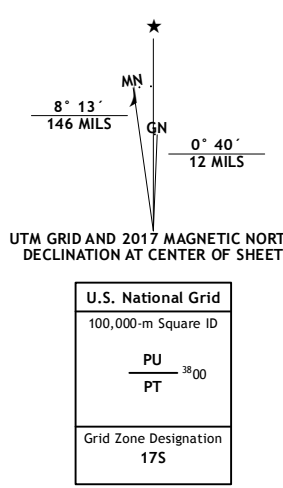 ★
MN
8° 13´
146 MILS
GN
0° 40´
12 MILS
UTM GRID AND 2017 MAGNETIC NORT
DECLINATION AT CENTER OF SHEET
U.S. National Grid
100,000-m Square ID
PU
3800
PT
Grid Zone Designation
17S